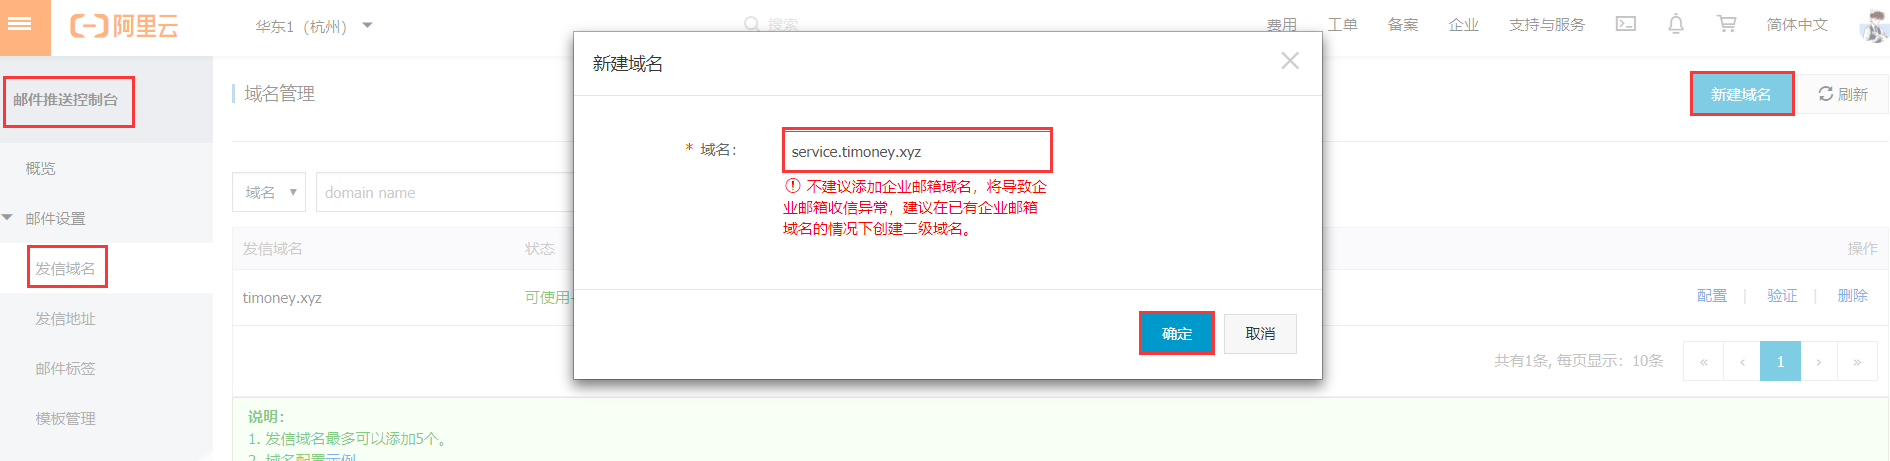 阿里云
华东1（杭州）
搜索
费用
工单
备案
企业
支持与服务
简体中文
邮件推送控制台
概览
邮件设置
发信域名
发信地址
邮件标签
模板管理
域名管理
新建域名
刷新
域名
domain name
发信域名
状态
操作
timoney.xyz
可使用
配置
验证
删除
共有1条, 每页显示：10条
«
‹
1
›
»
说明：
1. 发信域名最多可以添加5个。
2. 域名配置示例
新建域名
* 域名：
service.timoney.xyz
不建议添加企业邮箱域名，将导致企
业邮箱收信异常，建议在已有企业邮箱
域名的情况下创建二级域名。
确定
取消